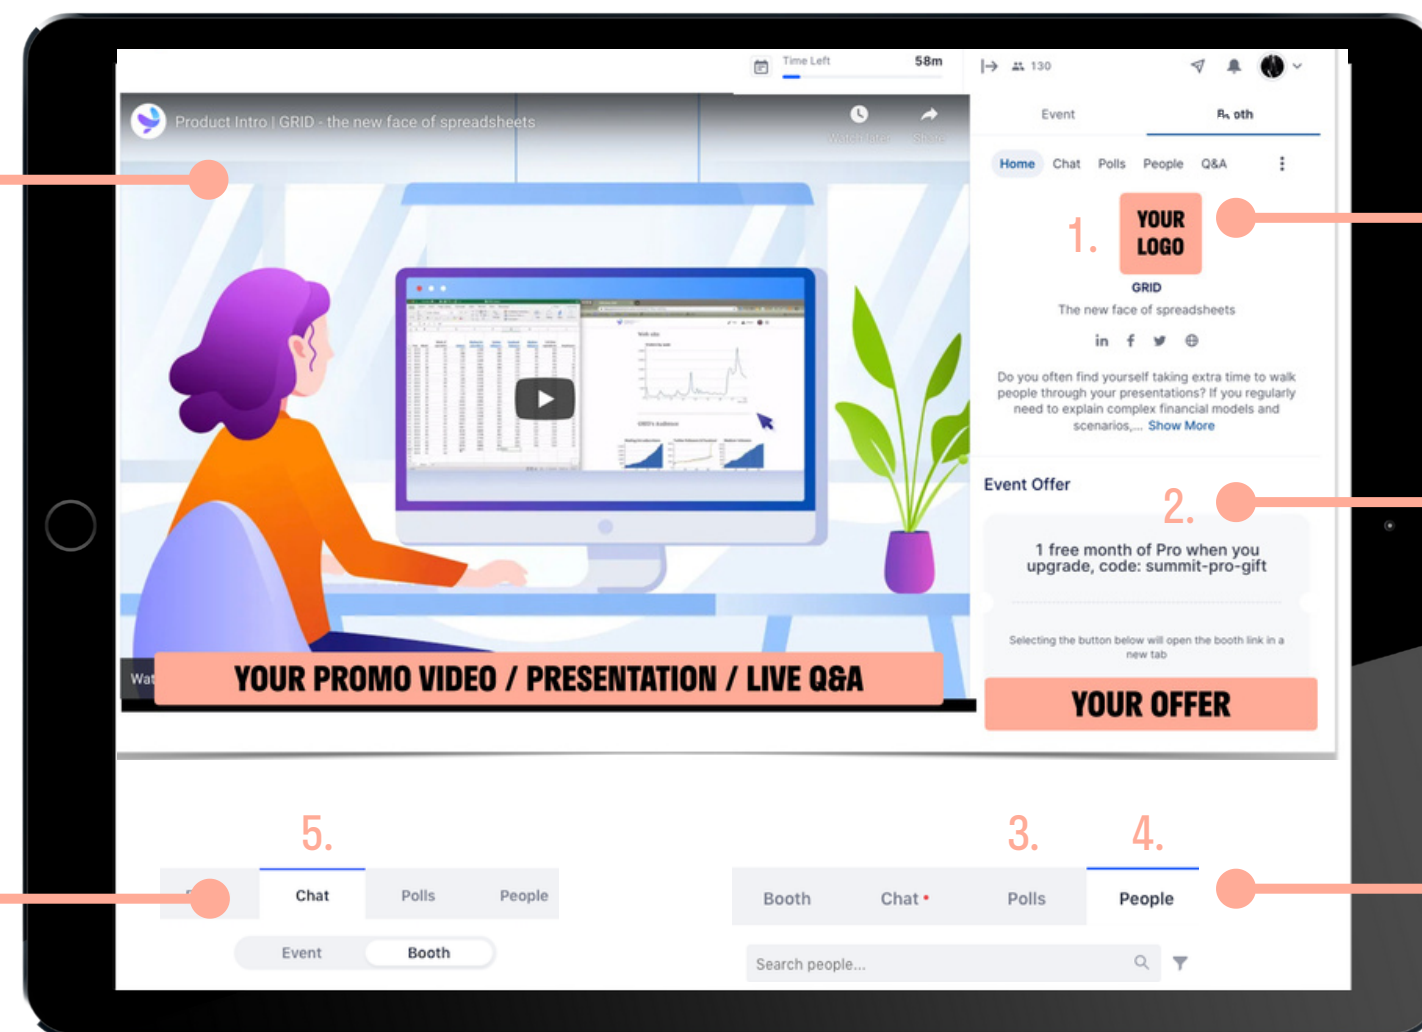 Time Left 58m
130
Product Intro | GRID - the new face of spreadsheets
Watch later Share
Event oth
Home Chat Polls People Q&A
1.
YOUR
LOGO
GRID
The new face of spreadsheets
Do you often find yourself taking extra time to walk
people through your presentations? If you regularly
need to explain complex financial models and
scenarios,... Show More
Event Offer
2.
1 free month of Pro when you
upgrade, code: summit-pro-gift
Selecting the button below will open the booth link in a
new tab
YOUR OFFER
Wat
YOUR PROMO VIDEO / PRESENTATION / LIVE Q&A
5.
Chat Polls People
Event Booth
3. 4.
Booth Chat Polls People
Search people...